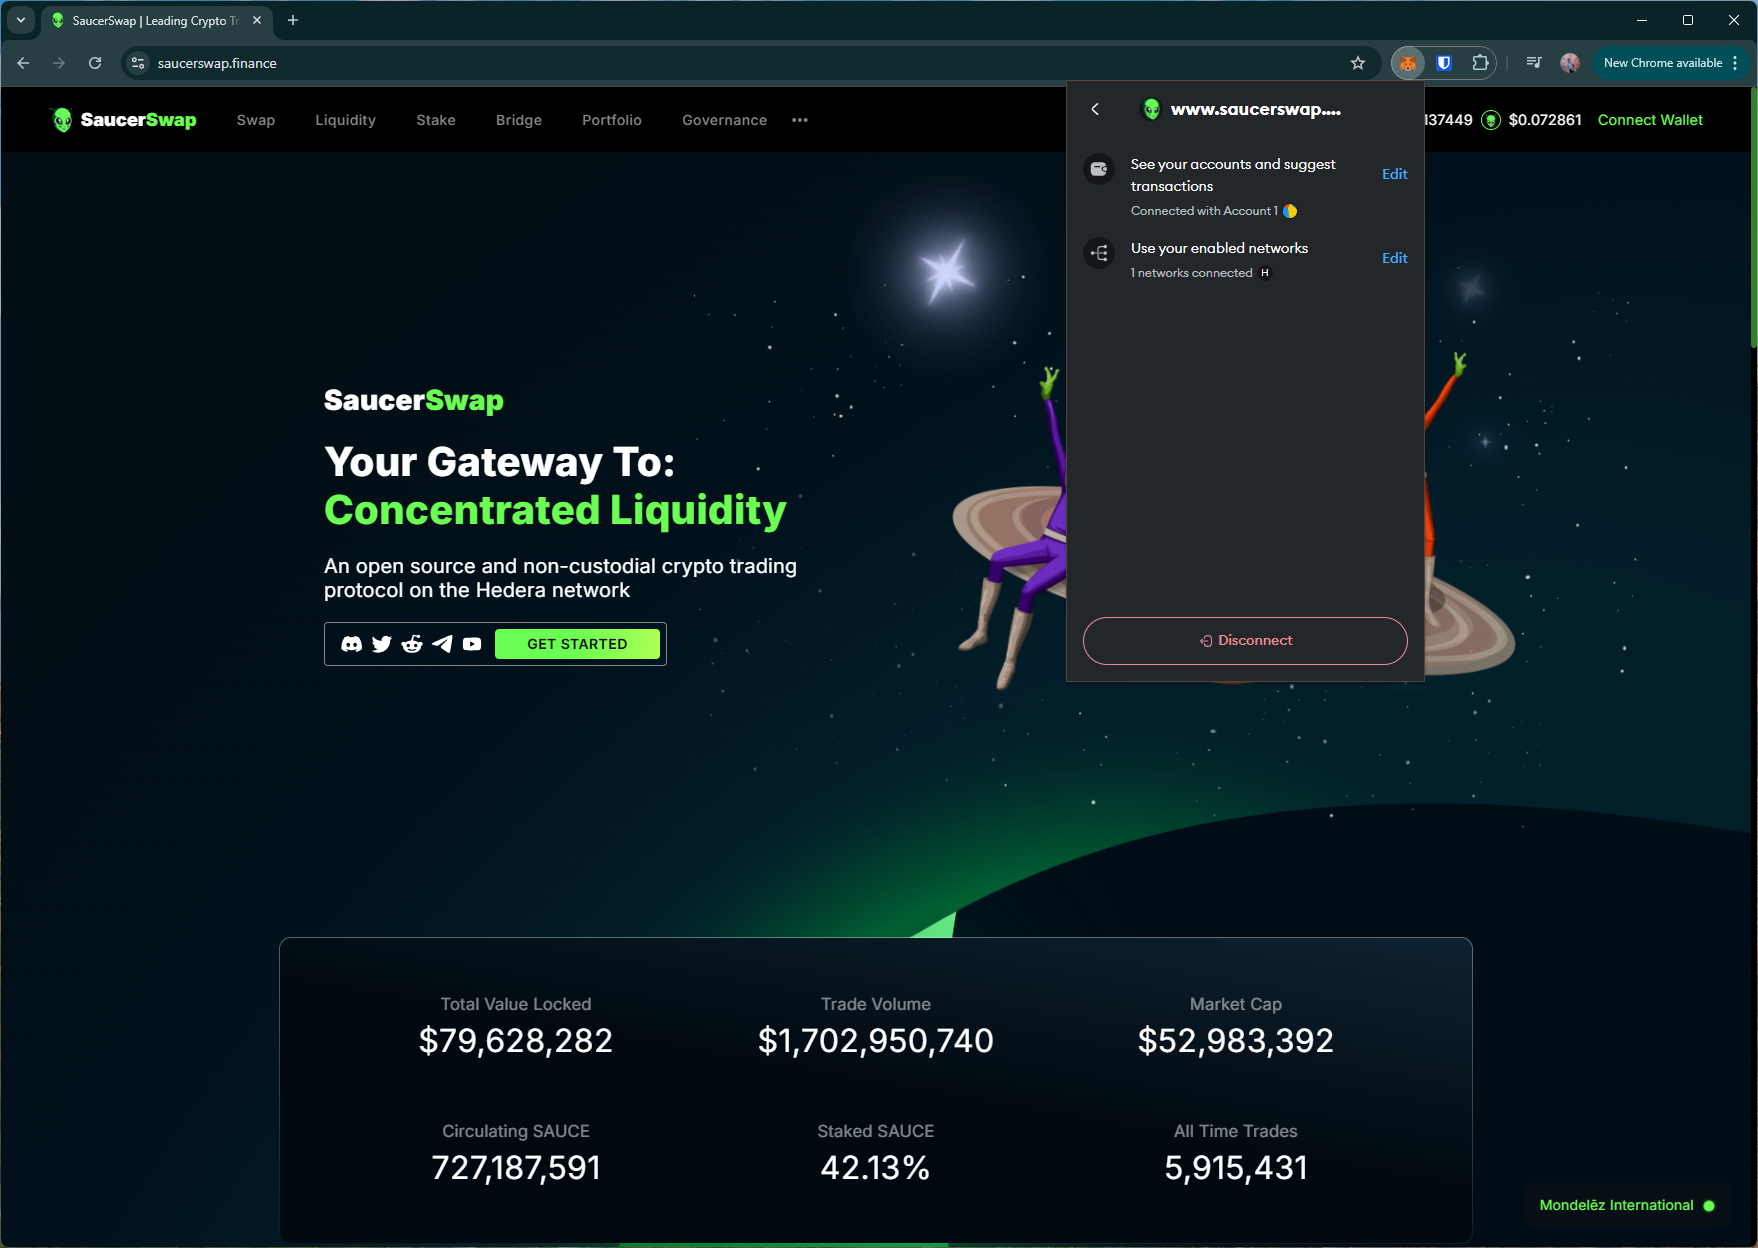 SaucerSwap | Leading Crypto Tr
saucerswap.finance
New Chrome available
SaucerSwap
Swap
Liquidity
Stake
Bridge
Portfolio
Governance
137449
$0.072861
Connect Wallet
www.saucerswap....
See your accounts and suggest
transactions
Edit
Connected with Account 1
Use your enabled networks
Edit
1 networks connected H
Disconnect
SaucerSwap
Your Gateway To:
Concentrated Liquidity
An open source and non-custodial crypto trading
protocol on the Hedera network
GET STARTED
Total Value Locked
$79,628,282
Trade Volume
$1,702,950,740
Market Cap
$52,983,392
Circulating SAUCE
727,187,591
Staked SAUCE
42.13%
All Time Trades
5,915,431
Mondelēz International